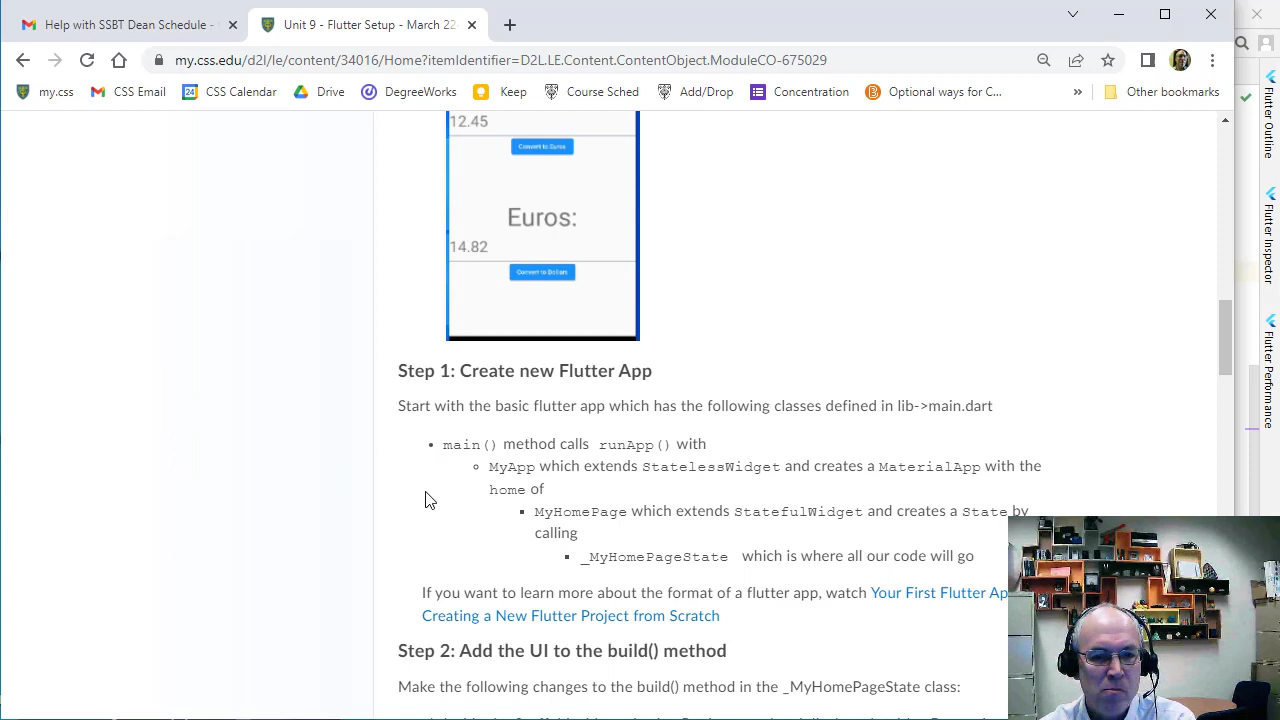 Help with SSBT Dean Schedule -
Unit 9 - Flutter Setup - March 22-
my.css.edu/d2l/le/content/34016/Home?itemIdentifier=D2L.LE.Content.ContentObject.ModuleCO-675029
my.css
CSS Email
CSS Calendar
Drive
DegreeWorks
Keep
Course Sched
Add/Drop
Concentration
Optional ways for C...
»
Other bookmarks
12.45
Convert to Euros
Euros:
14.82
Convert to Dollars
Step 1: Create new Flutter App
Start with the basic flutter app which has the following classes defined in lib->main.dart
• main() method calls runApp() with
◦ MyApp which extends StatelessWidget and creates a MaterialApp with the
home of
▪ MyHomePage which extends StatefulWidget and creates a State by
calling
▪ _MyHomePageState which is where all our code will go
If you want to learn more about the format of a flutter app, watch Your First Flutter Ap
Creating a New Flutter Project from Scratch
Step 2: Add the UI to the build() method
Make the following changes to the build() method in the _MyHomePageState class:
Flutter Outline
Flutter Inspector
Flutter Performance